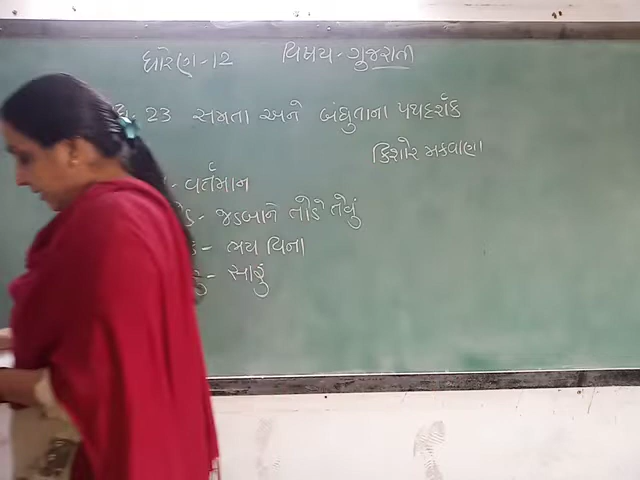 ધોરણ-12 વિષય-ગુજરાતી
23 સમતા અને બંધુતાના પથદર્શક
કિશોર મકવાણા
- વર્તમાન
- જડબાને તોડે તેવું
- ભય વિના
- સારું